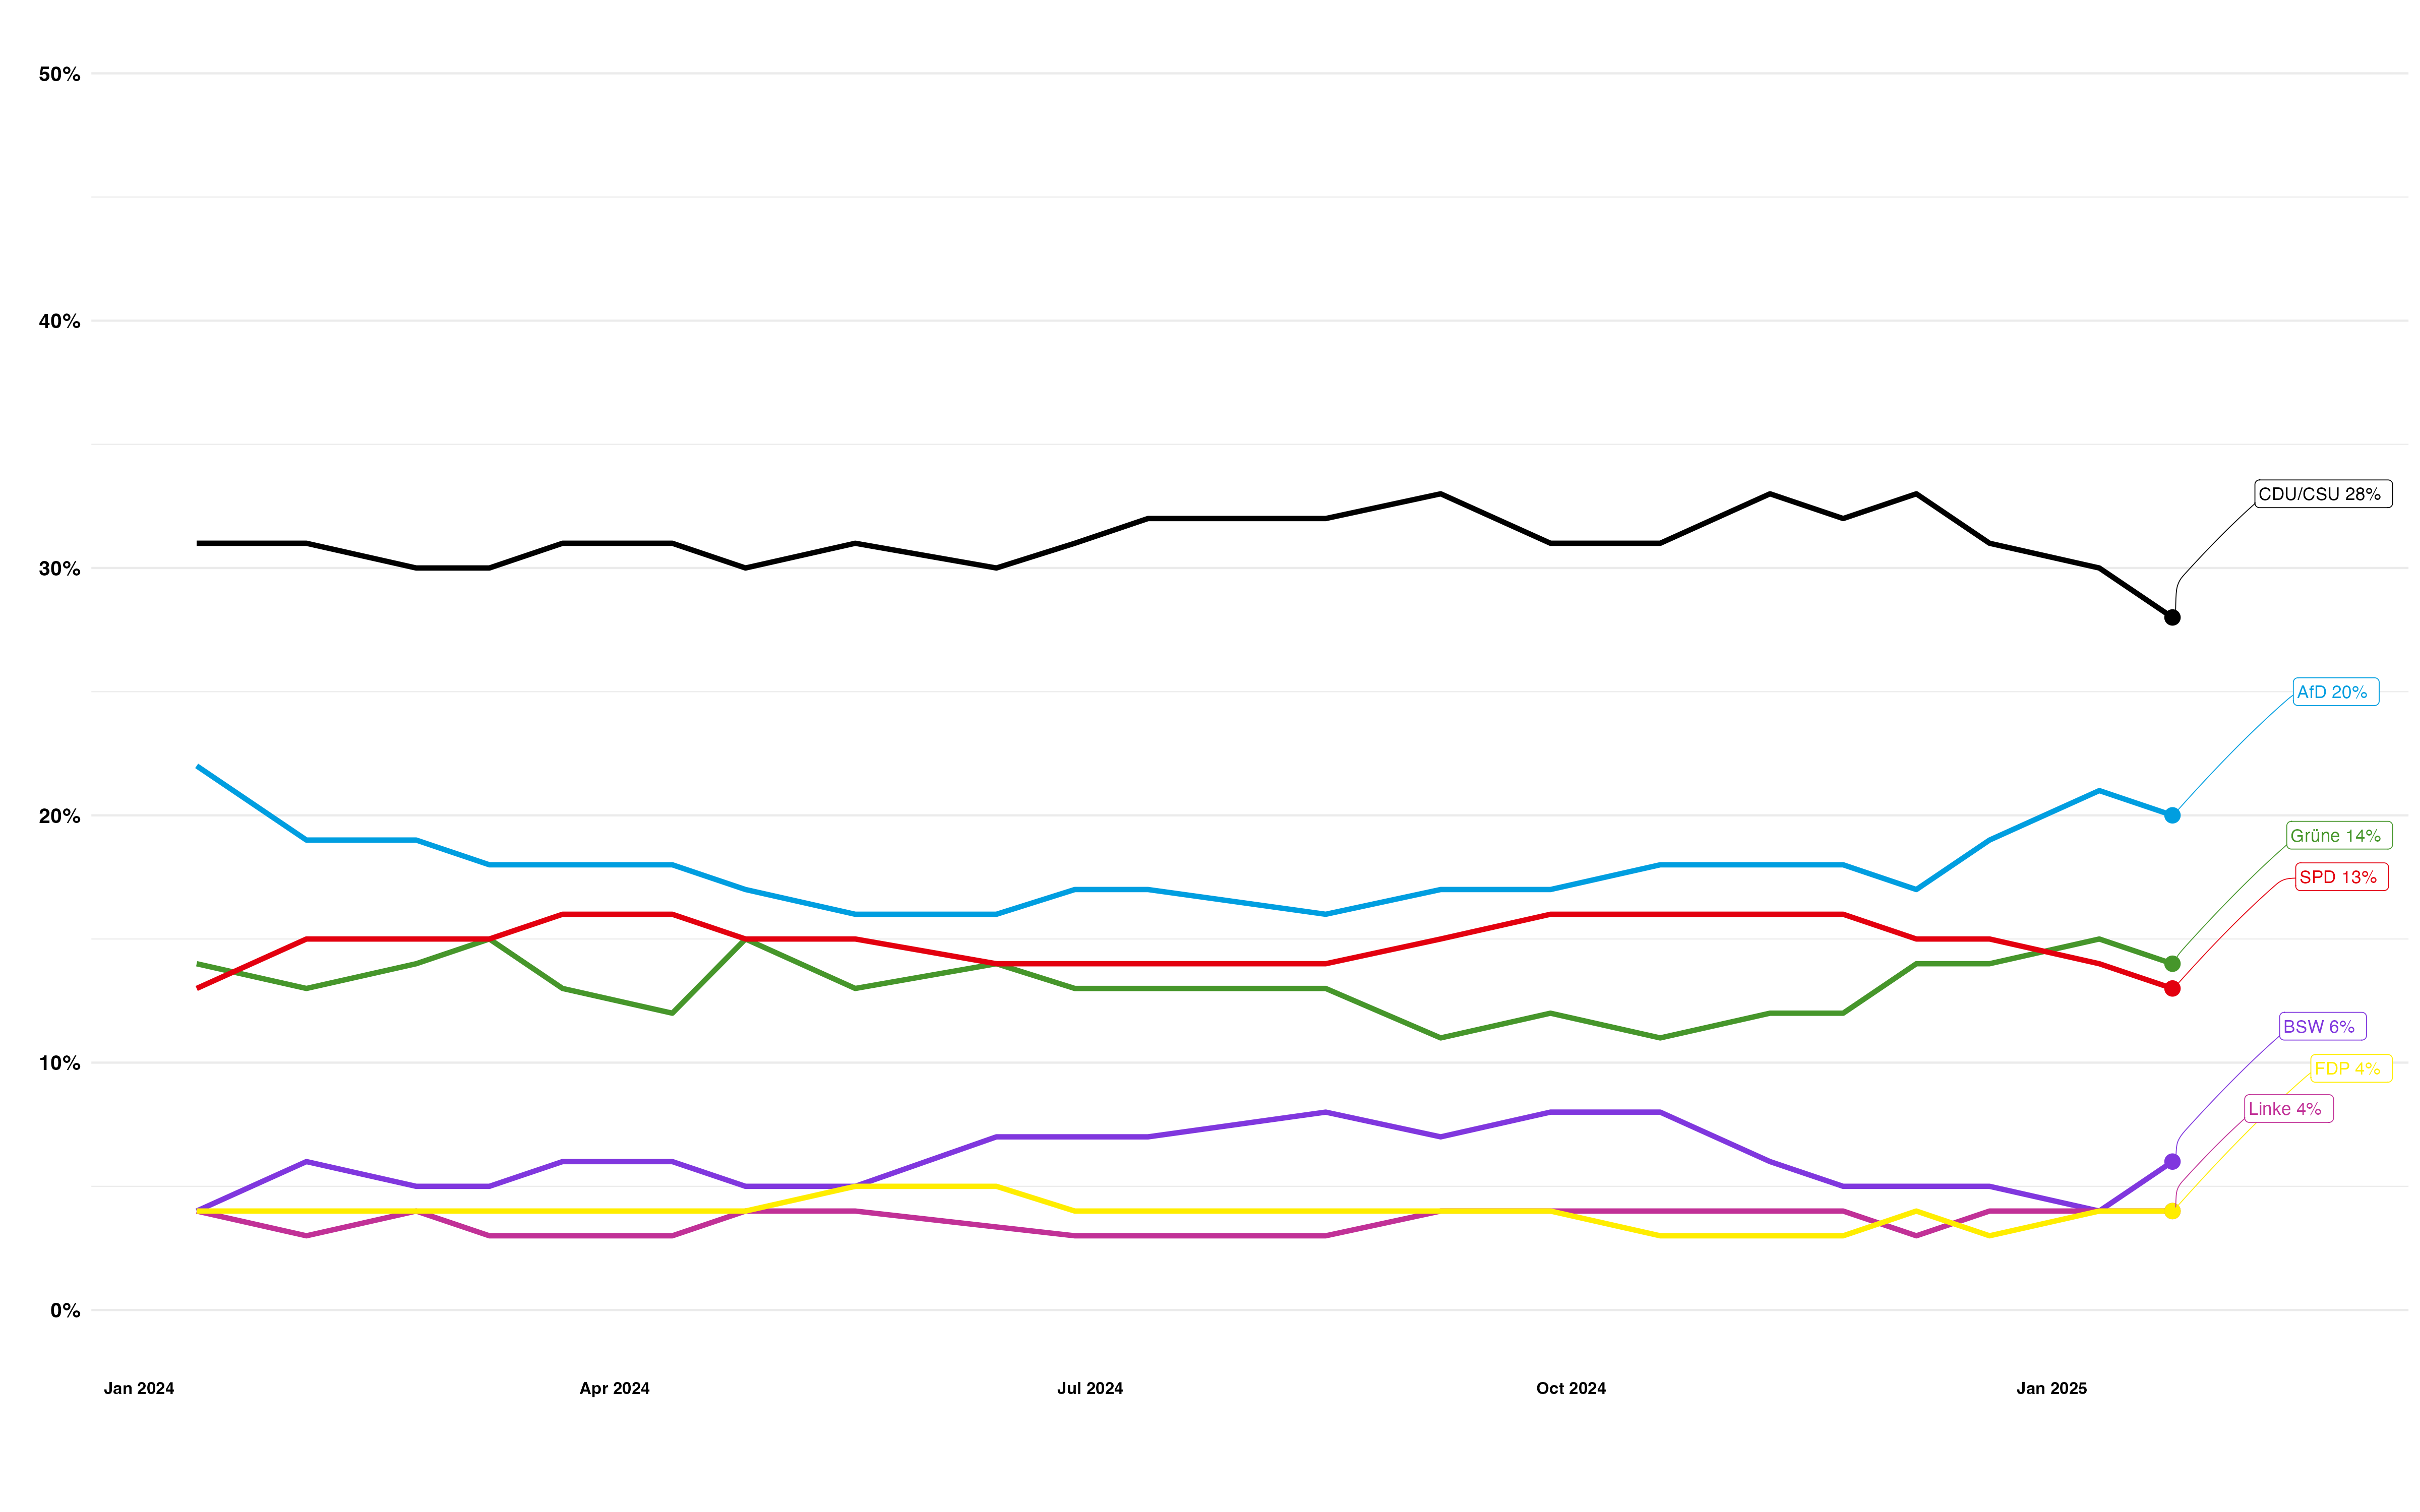 50%
40%
30%
20%
10%
0%
CDU/CSU 28%
AfD 20%
Grüne 14%
SPD 13%
BSW 6%
FDP 4%
Linke 4%
Jan 2024 Apr 2024 Jul 2024 Oct 2024 Jan 2025